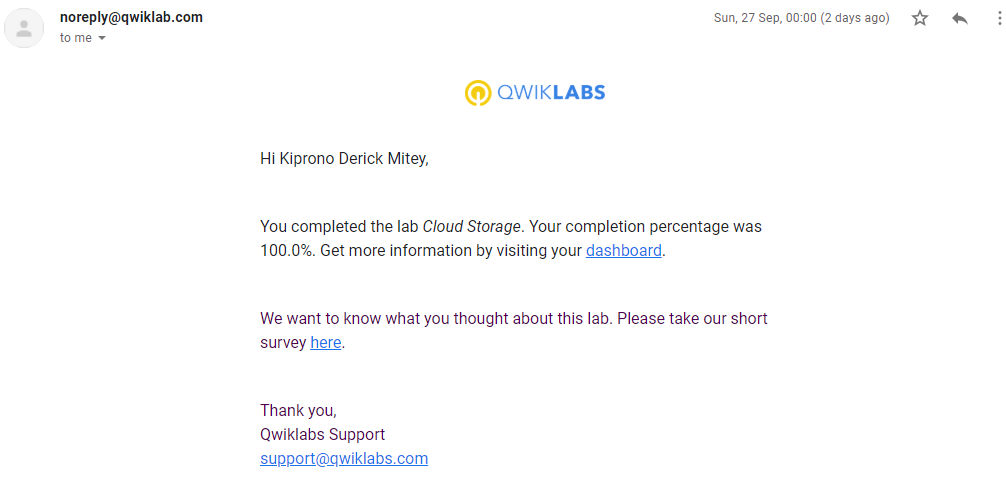 noreply@qwiklab.com
Sun, 27 Sep, 00:00 (2 days ago)
to me
QWIKLABS
Hi Kiprono Derick Mitey,
You completed the lab Cloud Storage. Your completion percentage was
100.0%. Get more information by visiting your dashboard.
We want to know what you thought about this lab. Please take our short
survey here.
Thank you,
Qwiklabs Support
support@qwiklabs.com